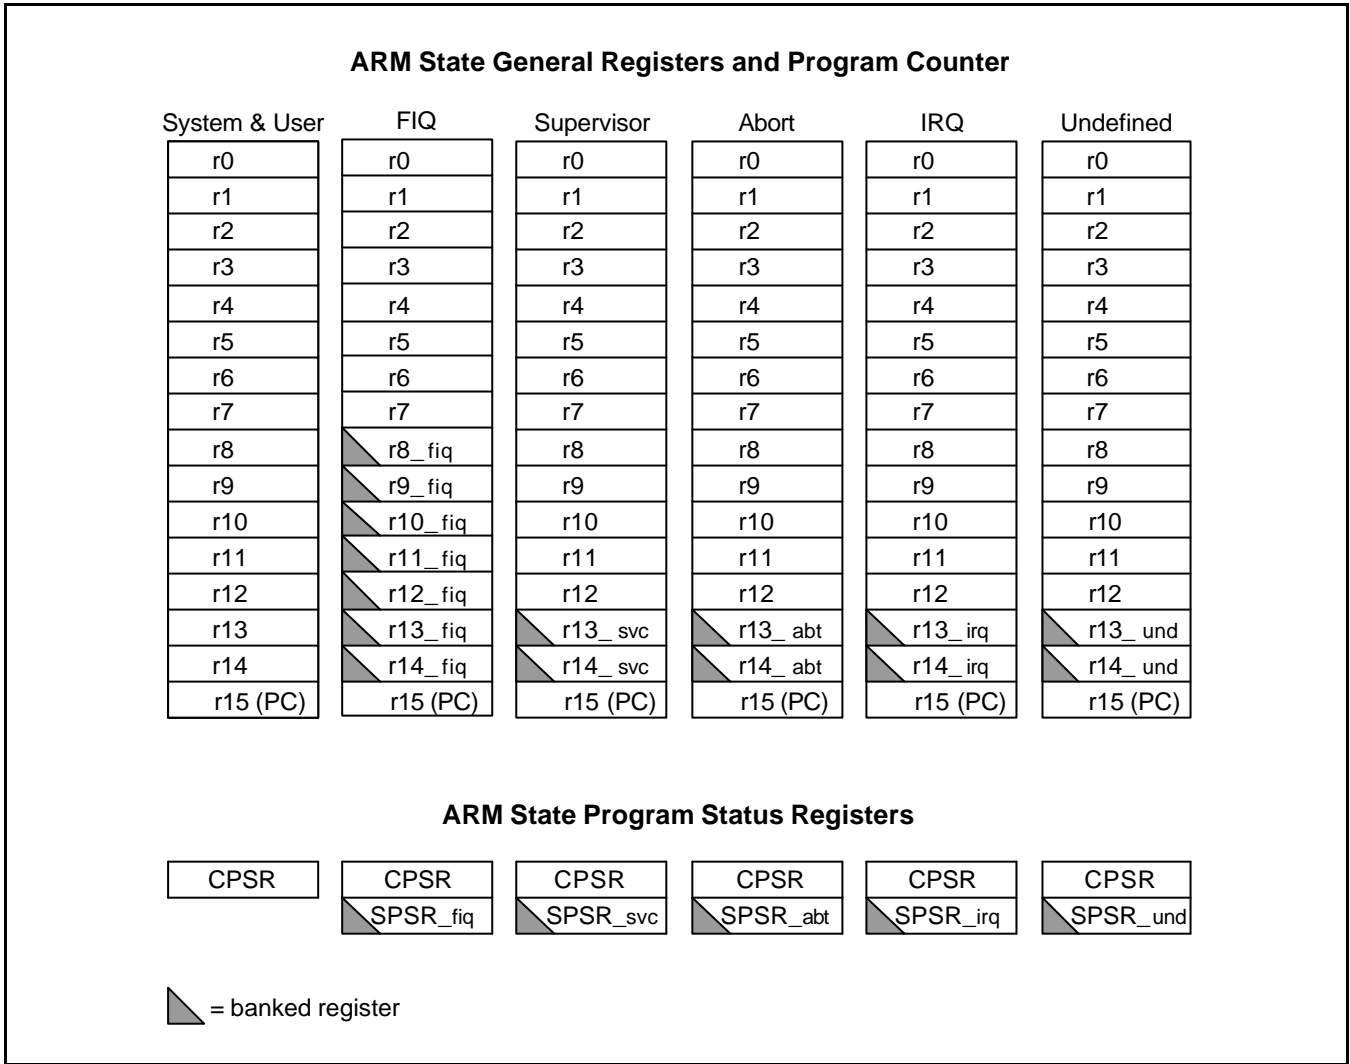 ARM State General Registers and Program Counter
System & User FIQ Supervisor Abort IRQ Undefined
r0 r0 r0 r0 r0 r0
r1 r1 r1 r1 r1 r1
r2 r2 r2 r2 r2 r2
r3 r3 r3 r3 r3 r3
r4 r4 r4 r4 r4 r4
r5 r5 r5 r5 r5 r5
r6 r6 r6 r6 r6 r6
r7 r7 r7 r7 r7 r7
r8 r8_fiq r8 r8 r8 r8
r9 r9_fiq r9 r9 r9 r9
r10 r10_fiq r10 r10 r10 r10
r11 r11_fiq r11 r11 r11 r11
r12 r12_fiq r12 r12 r12 r12
r13 r13_fiq r13_svc r13_abt r13_irq r13_und
r14 r14_fiq r14_svc r14_abt r14_irq r14_und
r15 (PC) r15 (PC) r15 (PC) r15 (PC) r15 (PC) r15 (PC)
ARM State Program Status Registers
CPSR CPSR CPSR CPSR CPSR CPSR
SPSR_fiq SPSR_svc SPSR_abt SPSR_irq SPSR_und
= banked register